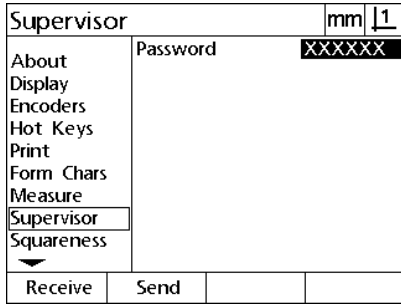 Supervisor mm 1
Password XXXXXX
About
Display
Encoders
Hot Keys
Print
Form Chars
Measure
Supervisor
Squareness
Receive Send